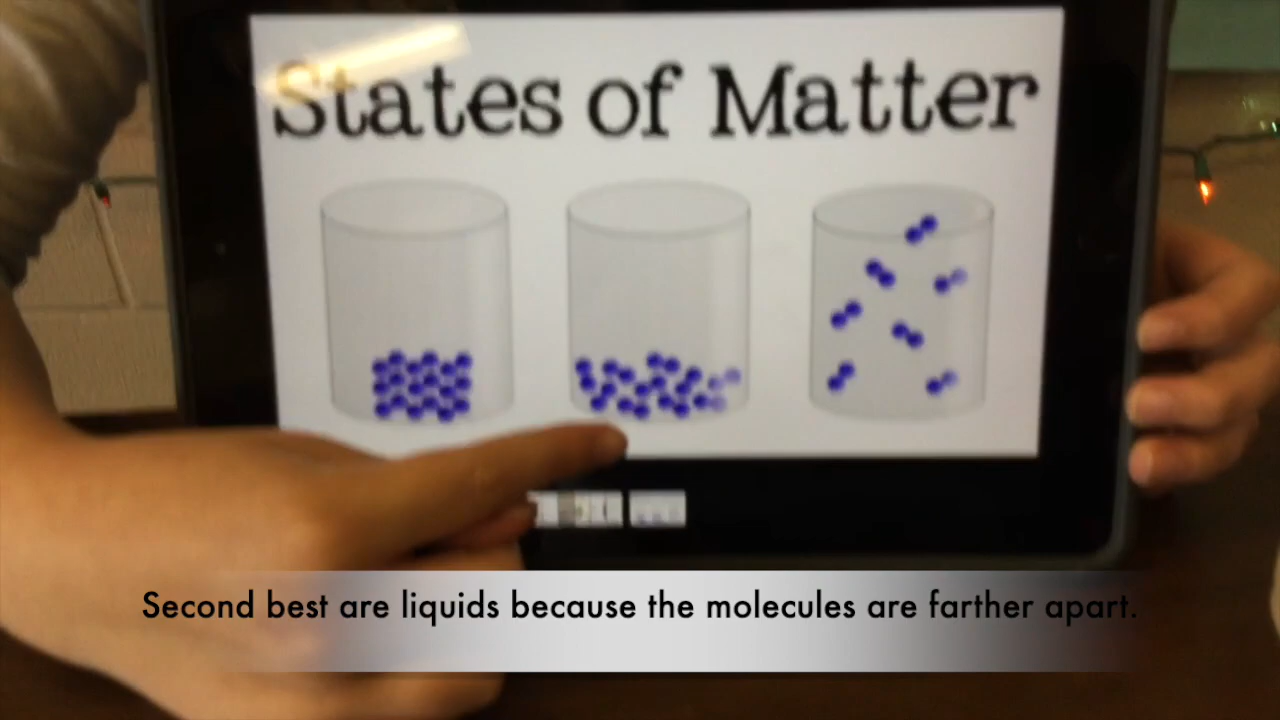 States of Matter
Second best are liquids because the molecules are farther apart.